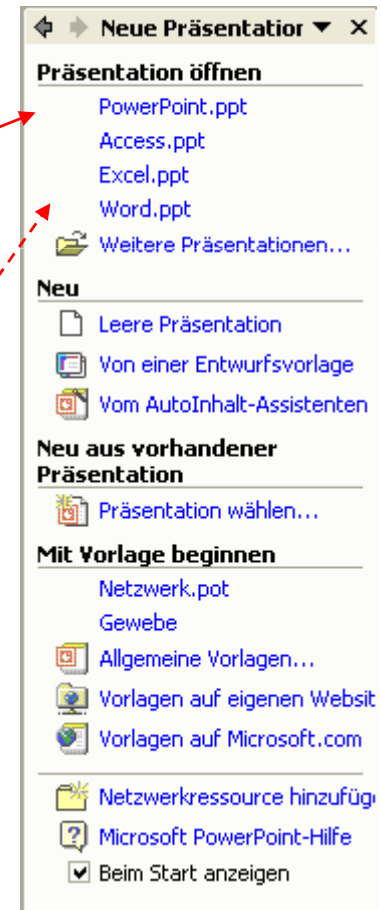 Neue Präsentatior
Präsentation öffnen
PowerPoint.ppt
Access.ppt
Excel.ppt
Word.ppt
Weitere Präsentationen...
Neu
Leere Präsentation
Von einer Entwurfsvorlage
Vom AutoInhalt-Assistenten
Neu aus vorhandener
Präsentation
Präsentation wählen...
Mit Vorlage beginnen
Netzwerk.pot
Gewebe
Allgemeine Vorlagen...
Vorlagen auf eigenen Websit
Vorlagen auf Microsoft.com
Netzwerkressource hinzufüg
Microsoft PowerPoint-Hilfe
Beim Start anzeigen